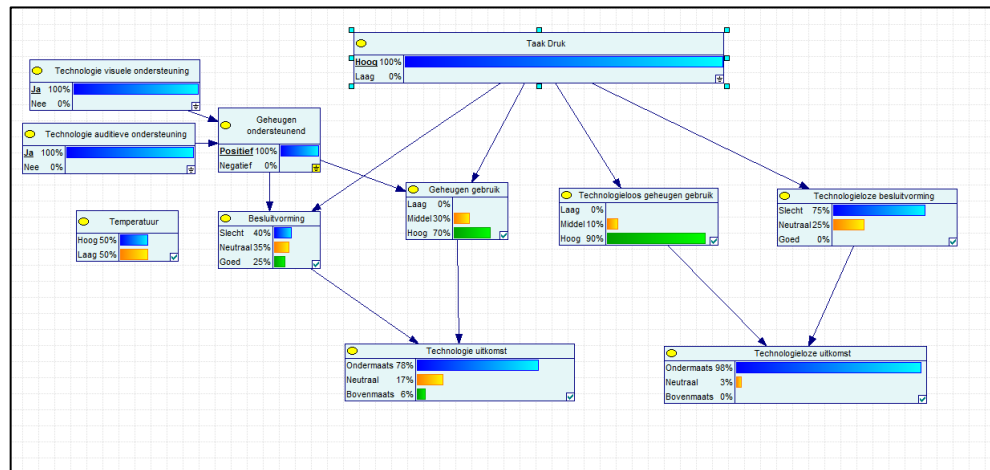 Taak Druk
Hoog 100%
Laag 0%
Technologie visuele ondersteuning
Ja 100%
Nee 0%
Technologie auditieve ondersteuning
Ja 100%
Nee 0%
Geheugen
ondersteunend
Positief 100%
Negatief 0%
Temperatuur
Hoog 50%
Laag 50%
Besluitvorming
Slecht 40%
Neutraal 35%
Goed 25%
Geheugen gebruik
Laag 0%
Middel 30%
Hoog 70%
Technologieloos geheugen gebruik
Laag 0%
Middel 10%
Hoog 90%
Technologieloze besluitvorming
Slecht 75%
Neutraal 25%
Goed 0%
Technologie uitkomst
Ondermaats 78%
Neutraal 17%
Bovenmaats 6%
Technologieloze uitkomst
Ondermaats 98%
Neutraal 3%
Bovenmaats 0%